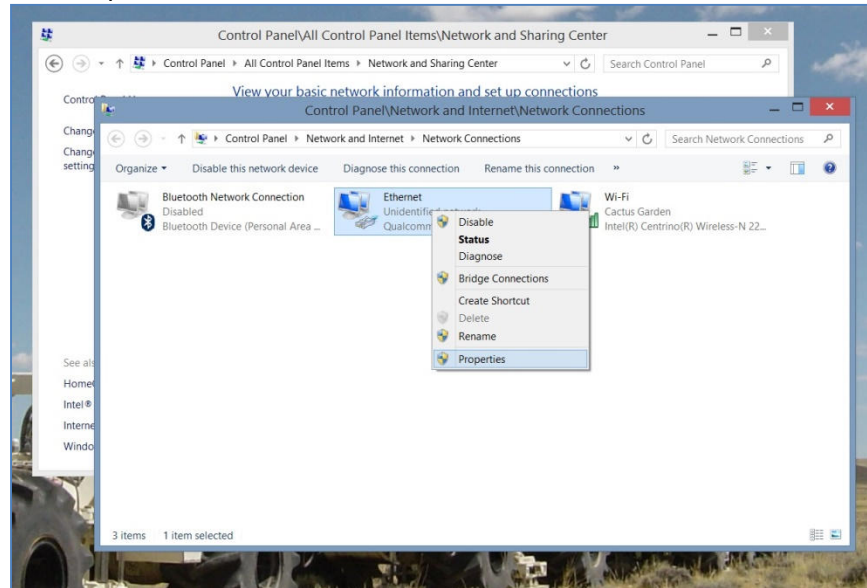 Control Panel\All Control Panel Items\Network and Sharing Center
Control Panel All Control Panel Items Network and Sharing Center
Search Control Panel
View your basic network information and set up connections
Control Panel\Network and Internet\Network Connections
Control Panel Network and Internet Network Connections
Search Network Connections
Organize Disable this network device Diagnose this connection Rename this connection »
Bluetooth Network Connection
Disabled
Bluetooth Device (Personal Area ...
Ethernet
Unidentified network
Qualcomm
Wi-Fi
Cactus Garden
Intel(R) Centrino(R) Wireless-N 22...
Disable
Status
Diagnose
Bridge Connections
Create Shortcut
Delete
Rename
Properties
See als
Home
Intel®
Interne
Windo
3 items 1 item selected